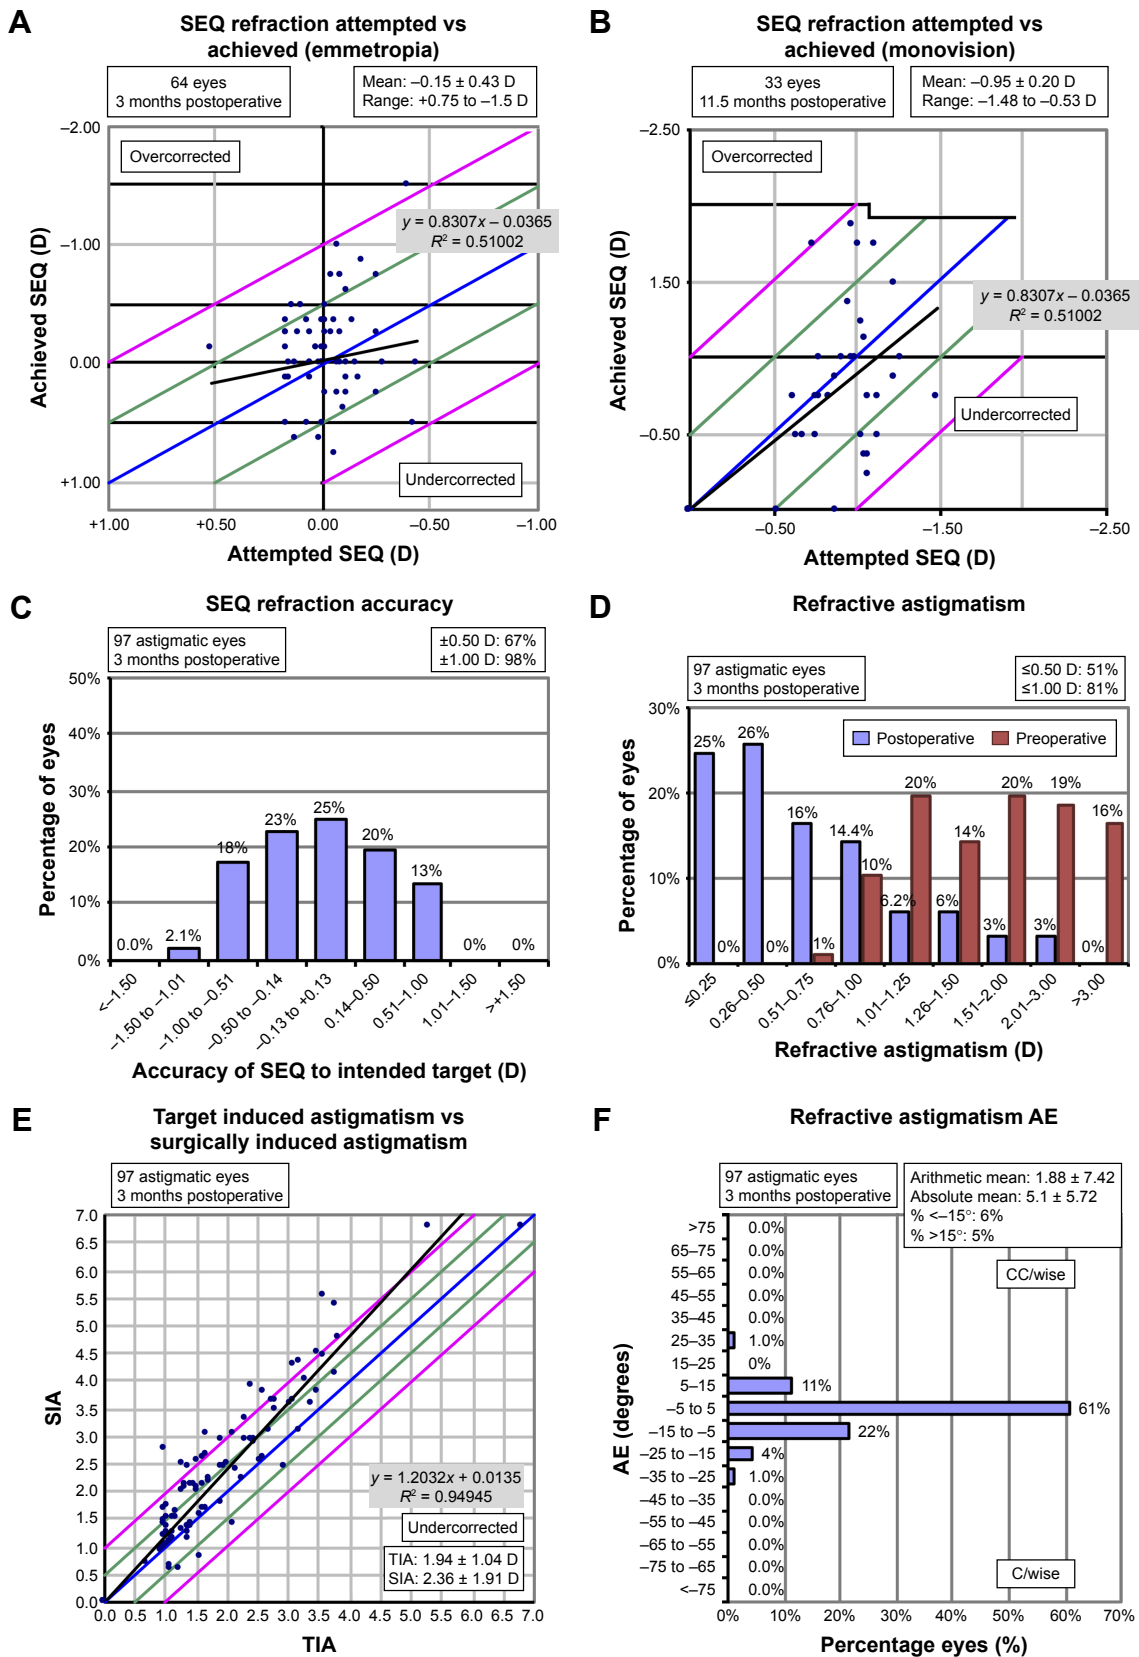 A
SEQ refraction attempted vs
achieved (emmetropia)
64 eyes
3 months postoperative
Mean: –0.15 ± 0.43 D
Range: +0.75 to –1.5 D
Overcorrected
y = 0.8307x – 0.0365
R² = 0.51002
Undercorrected
–2.00
–1.00
0.00
0.50
+1.00
Achieved SEQ (D)
+1.00
+0.50
0.00
–0.50
–1.00
Attempted SEQ (D)
B
SEQ refraction attempted vs
achieved (monovision)
33 eyes
11.5 months postoperative
Mean: –0.95 ± 0.20 D
Range: –1.48 to –0.53 D
Overcorrected
y = 0.8307x – 0.0365
R² = 0.51002
Undercorrected
–2.50
1.50
–0.50
Achieved SEQ (D)
–0.50
–1.50
–2.50
Attempted SEQ (D)
C
SEQ refraction accuracy
97 astigmatic eyes
3 months postoperative
±0.50 D: 67%
±1.00 D: 98%
50%
40%
30%
20%
10%
0%
Percentage of eyes
0.0%
2.1%
18%
23%
25%
20%
13%
0%
0%
<–1.50
–1.50 to –1.01
–1.00 to –0.51
–0.50 to –0.14
–0.13 to +0.13
0.14–0.50
0.51–1.00
1.01–1.50
>+1.50
Accuracy of SEQ to intended target (D)
D
Refractive astigmatism
97 astigmatic eyes
3 months postoperative
≤0.50 D: 51%
≤1.00 D: 81%
Postoperative
Preoperative
30%
20%
10%
0%
Percentage of eyes
25%
0%
26%
0%
16%
1%
14.4%
10%
6.2%
20%
6%
14%
3%
20%
3%
19%
0%
16%
≤0.25
0.26–0.50
0.51–0.75
0.76–1.00
1.01–1.25
1.26–1.50
1.51–2.00
2.01–3.00
>3.00
Refractive astigmatism (D)
E
Target induced astigmatism vs
surgically induced astigmatism
97 astigmatic eyes
3 months postoperative
7.0
6.5
6.0
5.5
5.0
4.5
4.0
3.5
3.0
2.5
2.0
1.5
1.0
0.5
0.0
SIA
y = 1.2032x + 0.0135
R² = 0.94945
Undercorrected
TIA: 1.94 ± 1.04 D
SIA: 2.36 ± 1.91 D
0.0
1.0
1.5
2.0
2.5
3.0
3.5
4.0
4.5
5.0
5.5
6.0
6.5
7.0
TIA
F
Refractive astigmatism AE
97 astigmatic eyes
3 months postoperative
Arithmetic mean: 1.88 ± 7.42
Absolute mean: 5.1 ± 5.72
% <–15°: 6%
% >15°: 5%
CC/wise
C/wise
AE (degrees)
>75 0.0%
65–75 0.0%
55–65 0.0%
45–55 0.0%
35–45 0.0%
25–35 1.0%
15–25 0%
5–15 11%
–5 to 5 61%
–15 to –5 22%
–25 to –15 4%
–35 to –25 1.0%
–45 to –35 0.0%
–55 to –45 0.0%
–65 to –55 0.0%
–75 to –65 0.0%
<–75 0.0%
0%
10%
20%
30%
40%
50%
60%
70%
Percentage eyes (%)